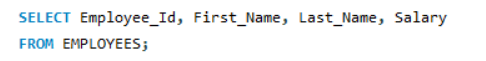 SELECT Employee_Id, First_Name, Last_Name, Salary
FROM EMPLOYEES;